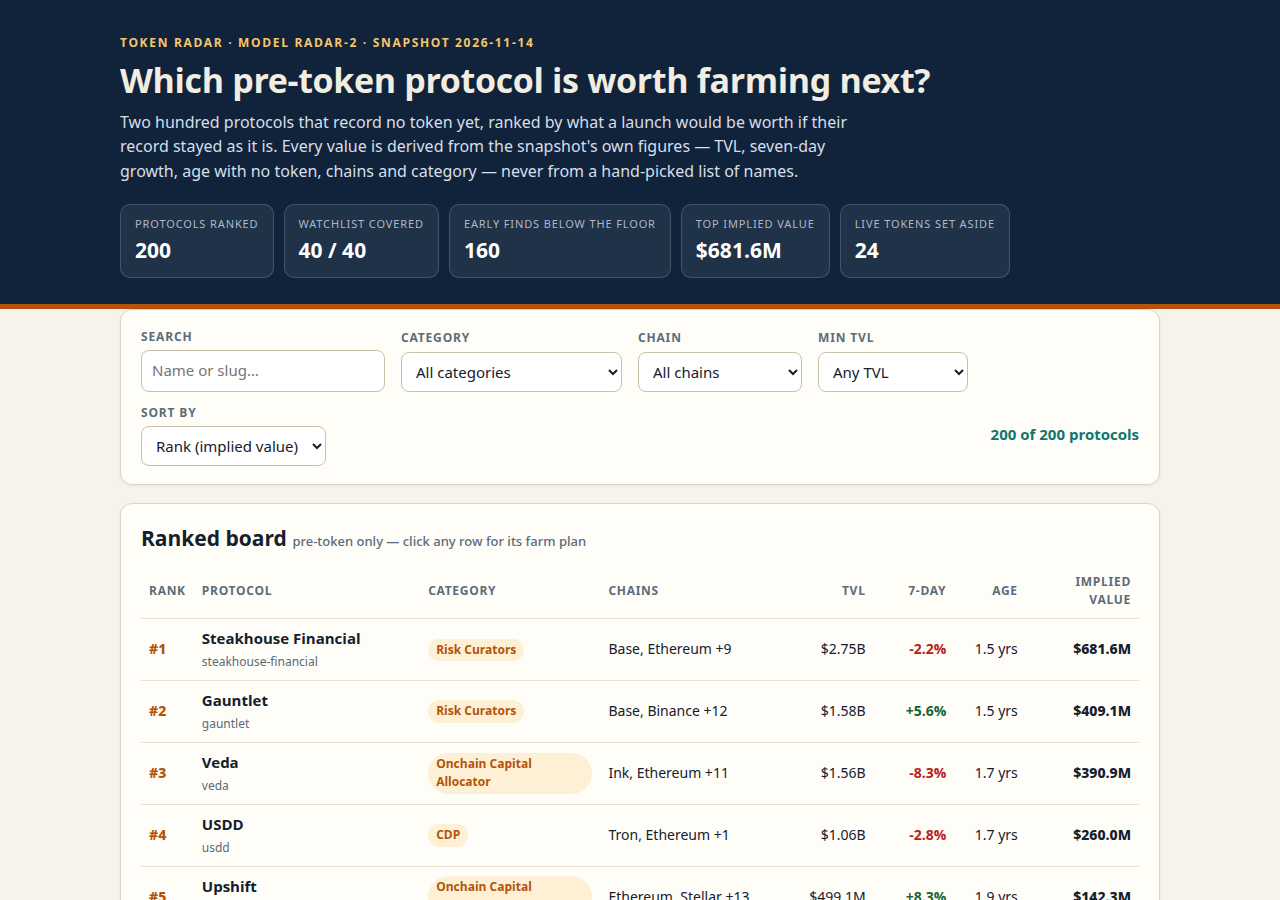 TOKEN RADAR · MODEL RADAR-2 · SNAPSHOT 2026-11-14
Which pre-token protocol is worth farming next?
Two hundred protocols that record no token yet, ranked by what a launch would be worth if their
record stayed as it is. Every value is derived from the snapshot's own figures — TVL, seven-day
growth, age with no token, chains and category — never from a hand-picked list of names.
PROTOCOLS RANKED
200
WATCHLIST COVERED
40 / 40
EARLY FINDS BELOW THE FLOOR
160
TOP IMPLIED VALUE
$681.6M
LIVE TOKENS SET ASIDE
24
SEARCH
Name or slug...
CATEGORY
All categories
CHAIN
All chains
MIN TVL
Any TVL
SORT BY
Rank (implied value)
200 of 200 protocols
Ranked board pre-token only — click any row for its farm plan
RANK PROTOCOL CATEGORY CHAINS TVL 7-DAY AGE IMPLIED VALUE
#1 Steakhouse Financial Risk Curators Base, Ethereum +9 $2.75B -2.2% 1.5 yrs $681.6M
steakhouse-financial
#2 Gauntlet Risk Curators Base, Binance +12 $1.58B +5.6% 1.5 yrs $409.1M
gauntlet
#3 Veda Onchain Capital Allocator Ink, Ethereum +11 $1.56B -8.3% 1.7 yrs $390.9M
veda
#4 USDD CDP Tron, Ethereum +1 $1.06B -2.8% 1.7 yrs $260.0M
usdd
#5 Upshift Onchain Capital Ethereum, Stellar +13 $499.1M +8.3% 1.9 yrs $142.3M